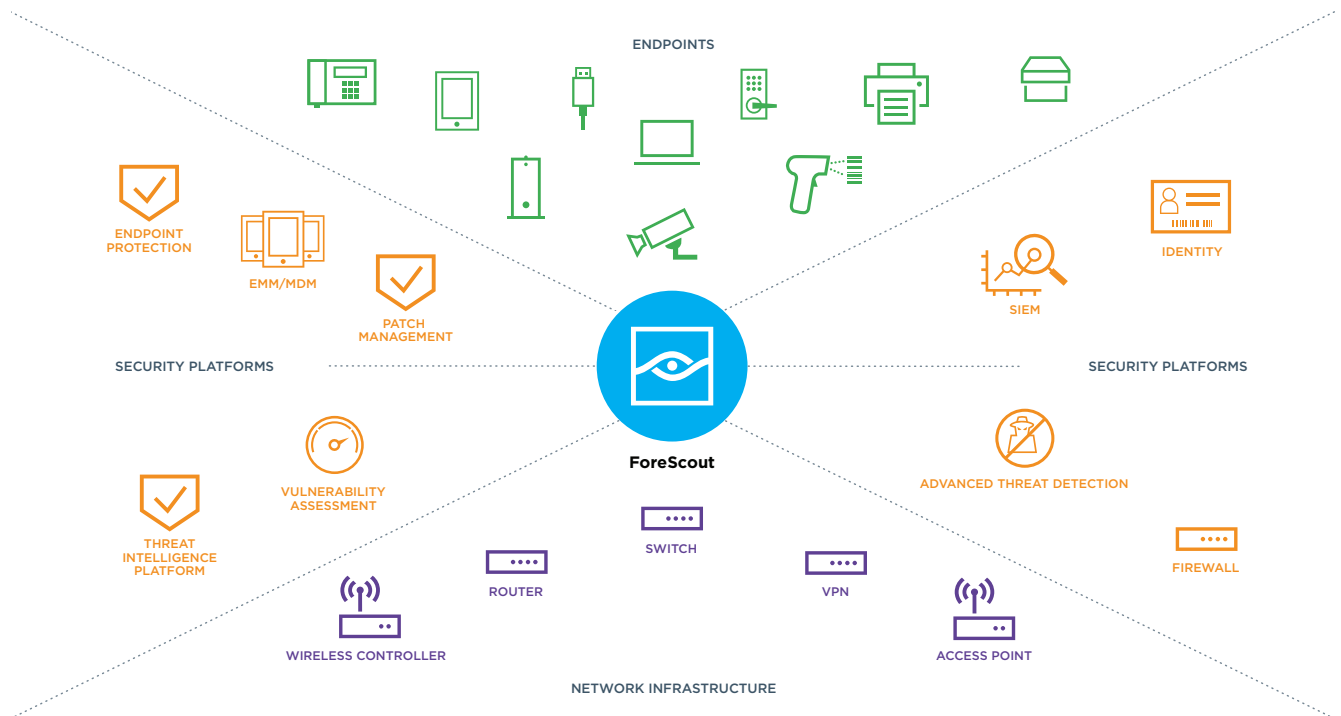 ENDPOINTS
ENDPOINT
PROTECTION
EMM/MDM
PATCH
MANAGEMENT
IDENTITY
SIEM
SECURITY PLATFORMS
SECURITY PLATFORMS
ForeScout
VULNERABILITY
ASSESSMENT
THREAT
INTELLIGENCE
PLATFORM
ADVANCED THREAT DETECTION
FIREWALL
SWITCH
ROUTER
VPN
WIRELESS CONTROLLER
ACCESS POINT
NETWORK INFRASTRUCTURE